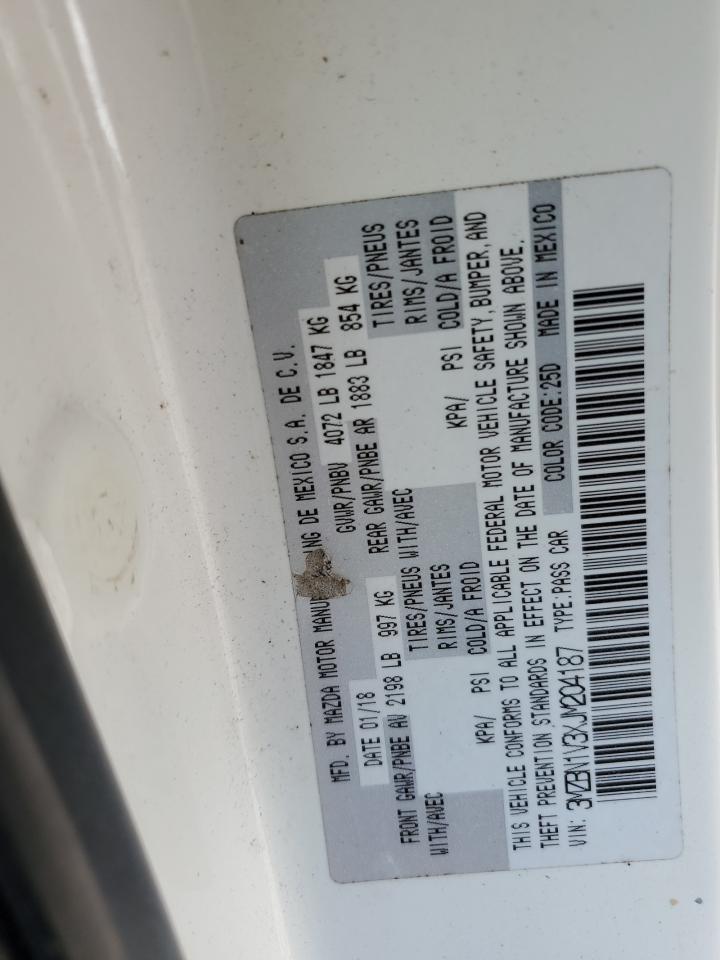 MFD. BY MAZDA MOTOR DE MEXICO S.A. DE C.V.
DATE 01/18 GVWR/PNBV 4072 LB 1847 KG
FRONT GAWR/PNBE AV 2198 LB 997 KG REAR GAWR/PNBE AR 1883 LB 854 KG
WITH/AVEC TIRES/PNEUS WITH/AVEC TIRES/PNEUS
RIMS/JANTES RIMS/JANTES
KPA/ PSI COLD/A FROID KPA/ PSI COLD/A FROID
THIS VEHICLE CONFORMS TO ALL APPLICABLE FEDERAL MOTOR VEHICLE SAFETY, BUMPER, AND
THEFT PREVENTION STANDARDS IN EFFECT ON THE DATE OF MANUFACTURE SHOWN ABOVE.
VIN: 3MZBN1V3XJM204187 TYPE:PASS CAR COLOR CODE:25D MADE IN MEXICO